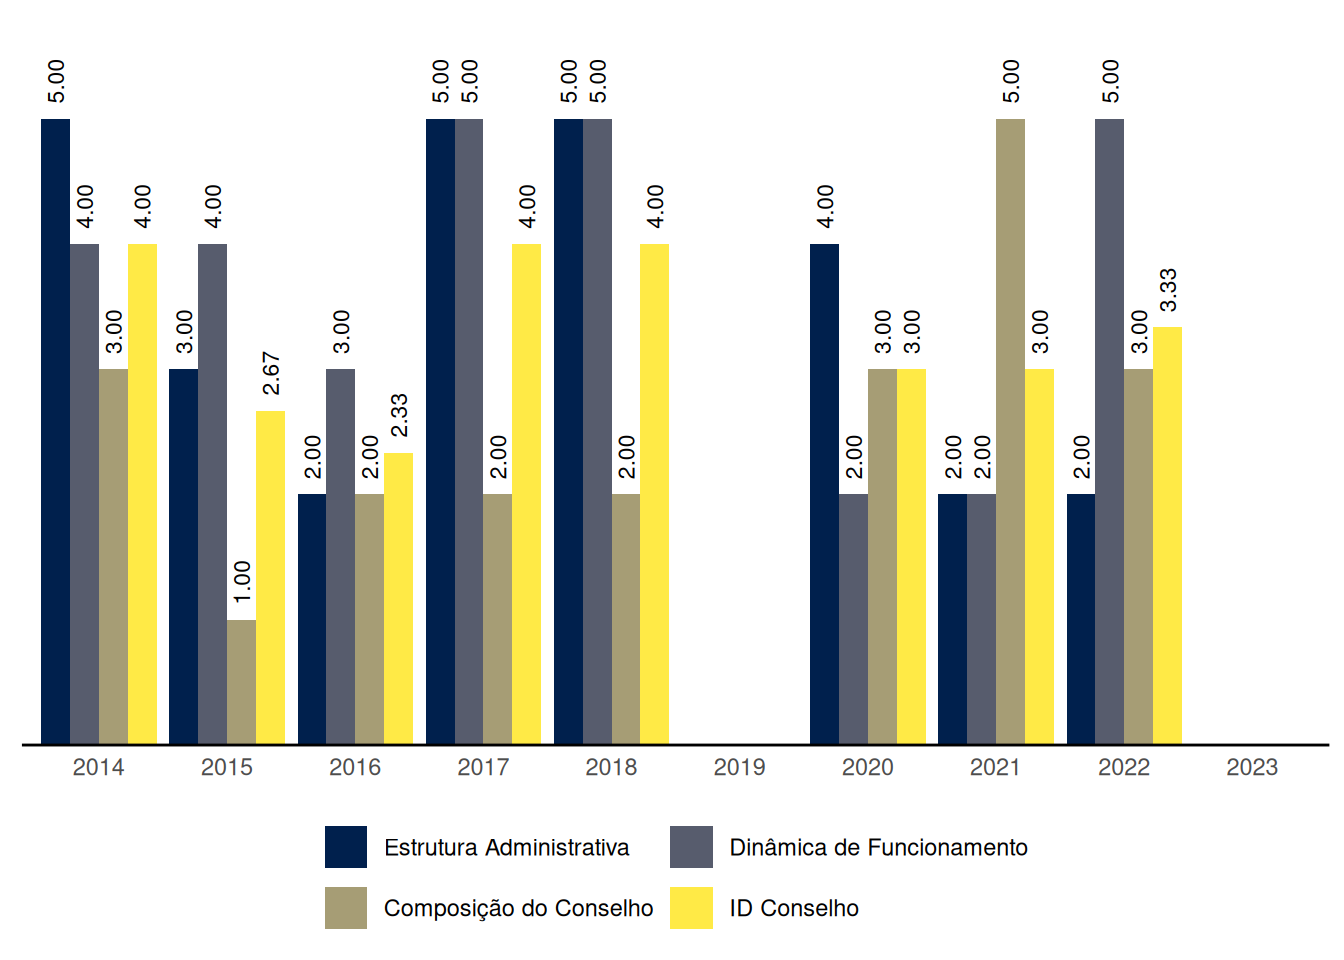 5.00 4.00 3.00 4.00
3.00 4.00 1.00 2.67
2.00 3.00 2.00 2.33
5.00 5.00 2.00 4.00
5.00 5.00 2.00 4.00
4.00 2.00 3.00 3.00
2.00 2.00 5.00 3.00
2.00 5.00 3.00 3.33
2014 2015 2016 2017 2018 2019 2020 2021 2022 2023
Estrutura Administrativa Dinâmica de Funcionamento
Composição do Conselho ID Conselho